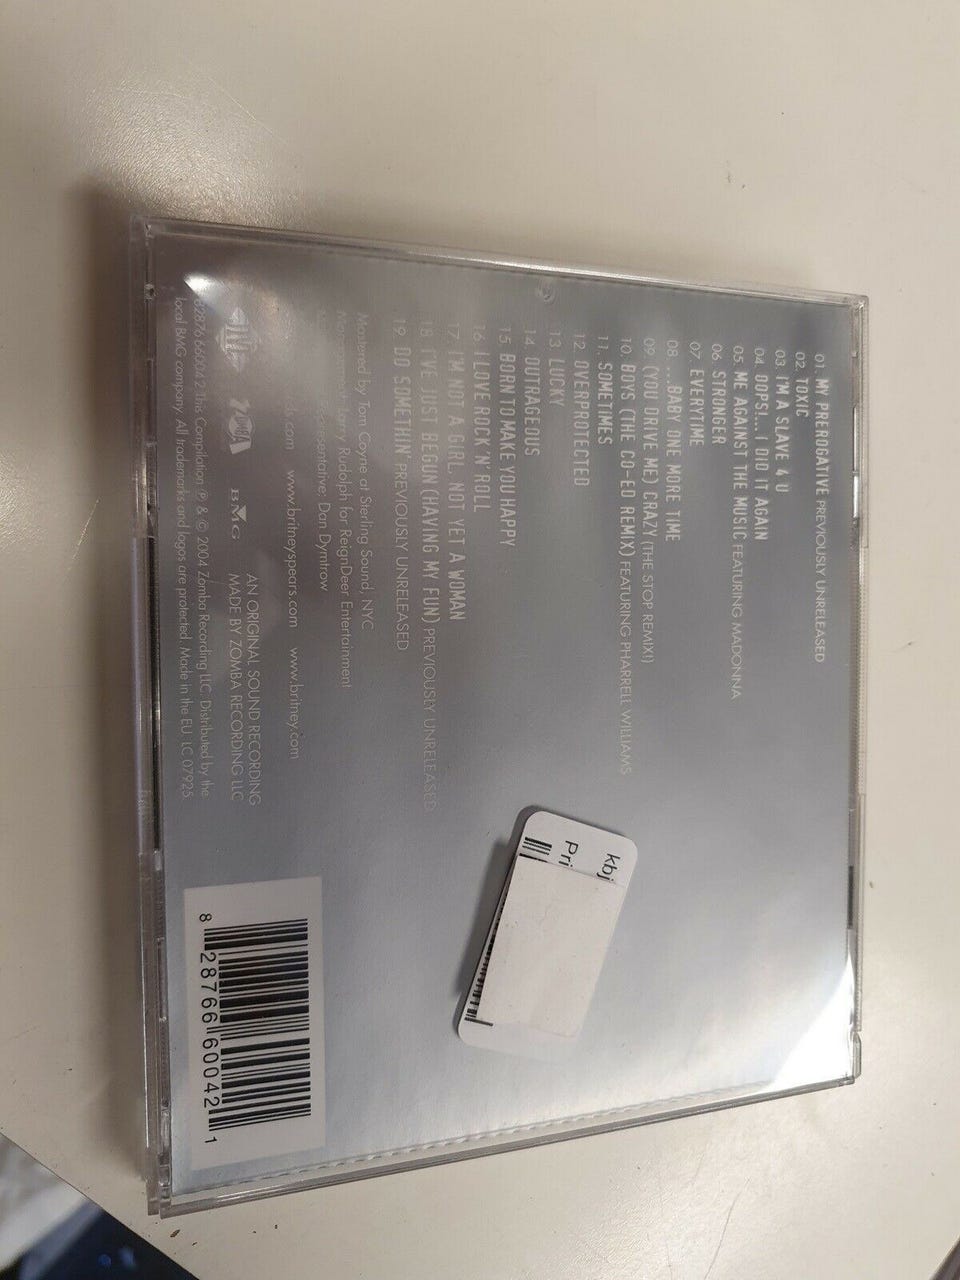 01. MY PREROGATIVE PREVIOUSLY UNRELEASED
02. TOXIC
03. I'M A SLAVE 4 U
04. OOPS!... I DID IT AGAIN
05. ME AGAINST THE MUSIC FEATURING MADONNA
06. STRONGER
07. EVERYTIME
08. ...BABY ONE MORE TIME
09. (YOU DRIVE ME) CRAZY (THE STOP REMIX!)
10. BOYS (THE CO-ED REMIX) FEATURING PHARRELL WILLIAMS
11. SOMETIMES
12. OVERPROTECTED
13. LUCKY
14. OUTRAGEOUS
15. BORN TO MAKE YOU HAPPY
16. I LOVE ROCK 'N' ROLL
17. I'M NOT A GIRL, NOT YET A WOMAN
18. I'VE JUST BEGUN (HAVING MY FUN) PREVIOUSLY UNRELEASED
19. DO SOMETHIN' PREVIOUSLY UNRELEASED
Mastered by Tom Coyne at Sterling Sound, NYC
Management: Larry Rudolph for ReignDeer Entertainment
Dan Dymtrow
.com www.britneyspears.com www.britney.com
ZOMBA BMG
AN ORIGINAL SOUND RECORDING
MADE BY ZOMBA RECORDING LLC
82876 66004 2 This Compilation ℗ & © 2004 Zomba Recording LLC. Distributed by the
local BMG company. All trademarks and logos are protected. Made in the EU. LC 07925
kbj
Pri
8 28766 60042 1